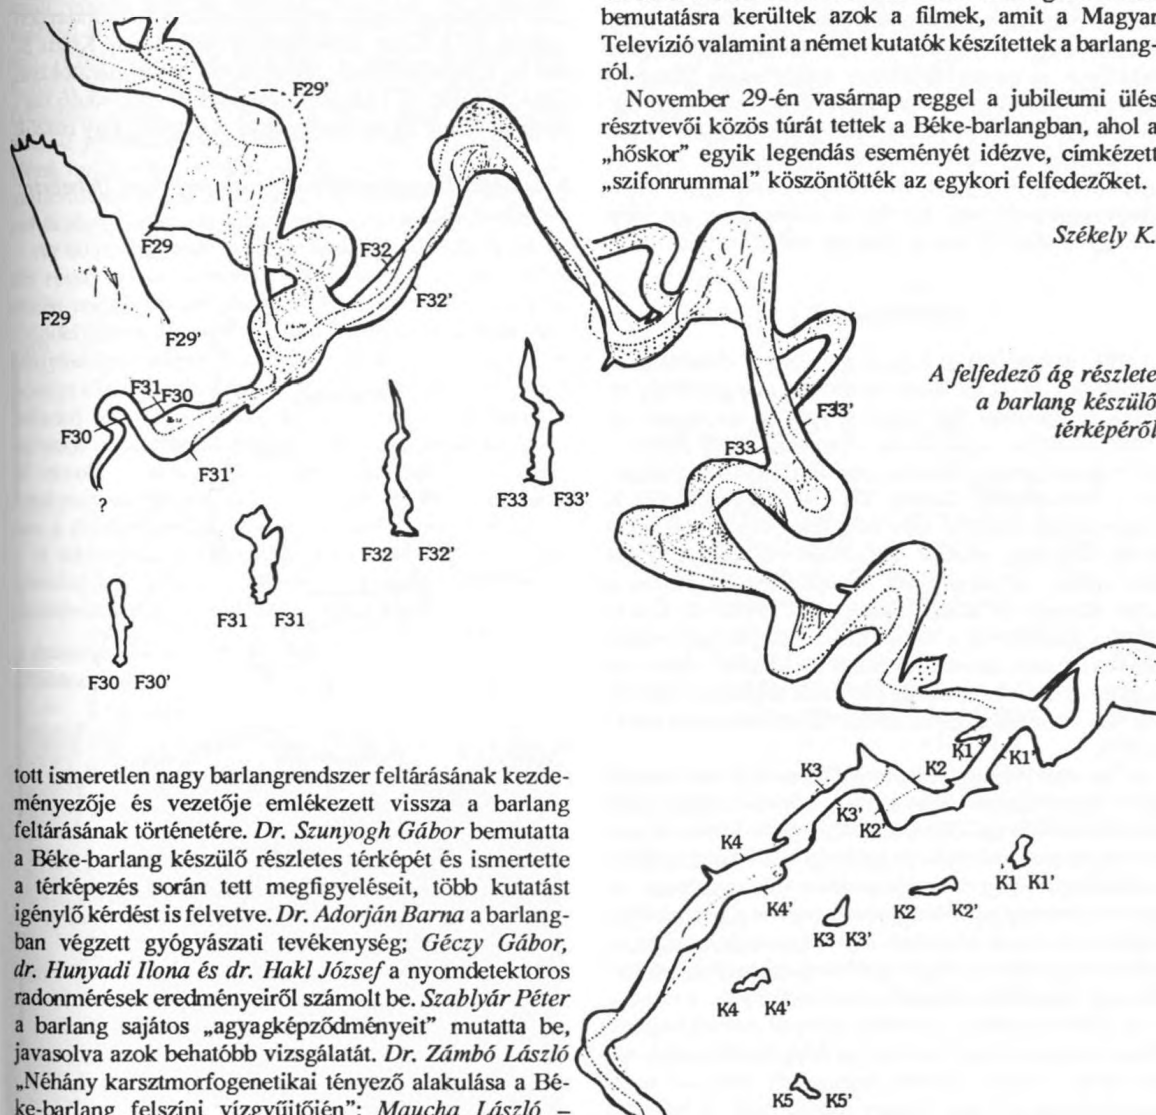 bemutatásra kerültek azok a filmek, amit a Magyar
Televízió valamint a német kutatók készítettek a barlang-
ról.
November 29-én vasárnap reggel a jubileumi ülés
résztvevői közös túrát tettek a Béke-barlangban, ahol a
„hőskor” egyik legendás eseményét idézve, címkézett
„szifonrummal” köszöntötték az egykori felfedezőket.
Székely K.
A felfedező ág részlete
a barlang készülő
térképéről
F29'
F29
F29
F29'
F32
F32'
F31
F30
F30
F31'
?
F33'
F33
F33 F33'
F32 F32'
F31 F31
F30 F30'
K1
K1'
K2
K3
K3'
K2'
K4
K4'
K1 K1'
K2 K2'
K3 K3'
K4 K4'
K5 K5'
tott ismeretlen nagy barlangrendszer feltárásának kezde-
ményezője és vezetője emlékezett vissza a barlang
feltárásának történetére. Dr. Szunyogh Gábor bemutatta
a Béke-barlang készülő részletes térképét és ismertette
a térképezés során tett megfigyeléseit, több kutatást
igénylő kérdést is felvetve. Dr. Adorján Barna a barlang-
ban végzett gyógyászati tevékenység; Géczy Gábor,
dr. Hunyadi Ilona és dr. Hakl József a nyomdetektoros
radonmérések eredményeiről számolt be. Szablyár Péter
a barlang sajátos „agyagképződményeit” mutatta be,
javasolva azok behatóbb vizsgálatát. Dr. Zámbó László
„Néhány karsztmorfogenetikai tényező alakulása a Bé-
ke-barlang felszíni vízgyűjtőjén”; Maucha László –